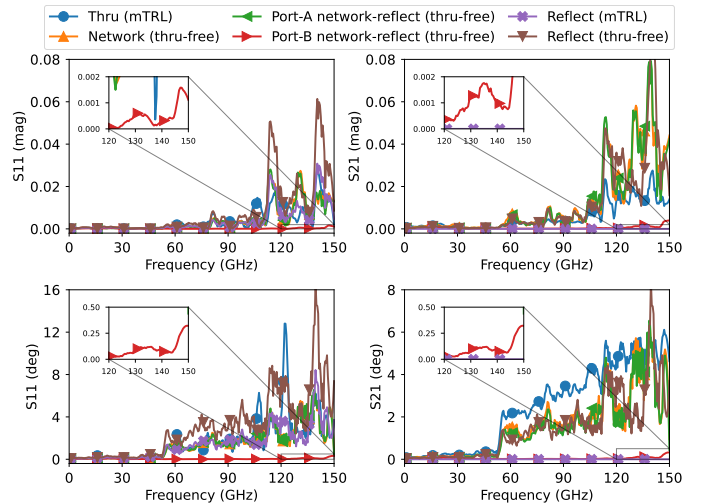 Thru (mTRL) Port-A network-reflect (thru-free) Reflect (mTRL)
Network (thru-free) Port-B network-reflect (thru-free) Reflect (thru-free)
S11 (mag)
0.08
0.06
0.04
0.02
0.00
0 30 60 90 120 150
Frequency (GHz)
0.002
0.001
0.000
120 130 140 150
S21 (mag)
0.08
0.06
0.04
0.02
0.00
0 30 60 90 120 150
Frequency (GHz)
0.002
0.001
0.000
120 130 140 150
S11 (deg)
16
12
8
4
0
0 30 60 90 120 150
Frequency (GHz)
0.50
0.25
0.00
120 130 140 150
S21 (deg)
8
6
4
2
0
0 30 60 90 120 150
Frequency (GHz)
0.50
0.25
0.00
120 130 140 150